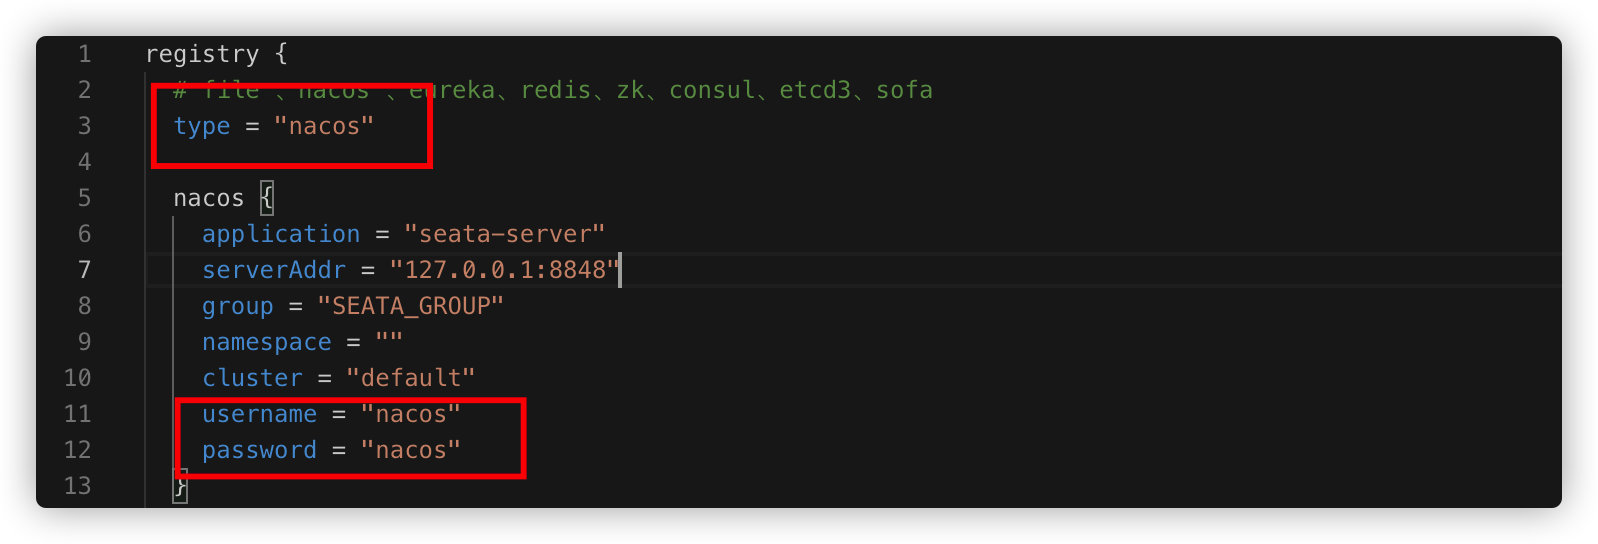 1 registry {
2 # file 、nacos 、eureka、redis、zk、consul、etcd3、sofa
3 type = "nacos"
4
5 nacos {
6 application = "seata-server"
7 serverAddr = "127.0.0.1:8848"
8 group = "SEATA_GROUP"
9 namespace = ""
10 cluster = "default"
11 username = "nacos"
12 password = "nacos"
13 }